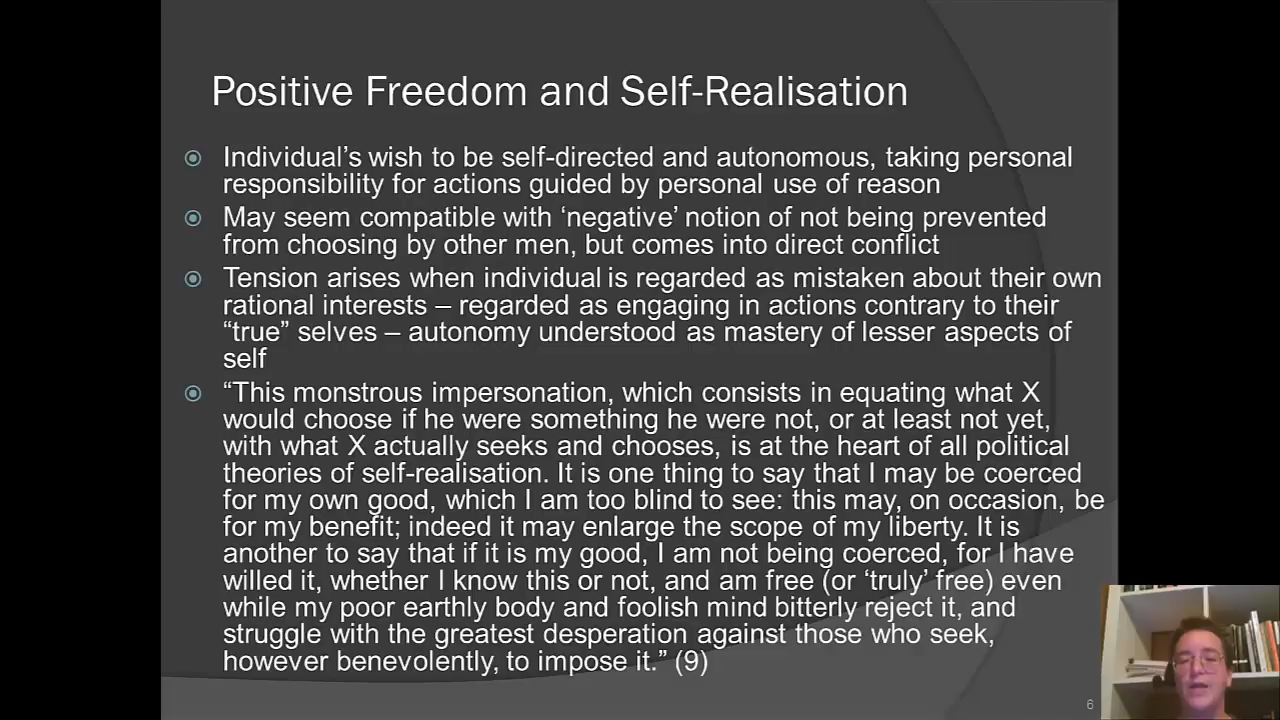 Positive Freedom and Self-Realisation
Individual's wish to be self-directed and autonomous, taking personal
responsibility for actions guided by personal use of reason
May seem compatible with ‘negative’ notion of not being prevented
from choosing by other men, but comes into direct conflict
Tension arises when individual is regarded as mistaken about their own
rational interests – regarded as engaging in actions contrary to their
“true” selves – autonomy understood as mastery of lesser aspects of
self
“This monstrous impersonation, which consists in equating what X
would choose if he were something he were not, or at least not yet,
with what X actually seeks and chooses, is at the heart of all political
theories of self-realisation. It is one thing to say that I may be coerced
for my own good, which I am too blind to see: this may, on occasion, be
for my benefit; indeed it may enlarge the scope of my liberty. It is
another to say that if it is my good, I am not being coerced, for I have
willed it, whether I know this or not, and am free (or ‘truly’ free) even
while my poor earthly body and foolish mind bitterly reject it, and
struggle with the greatest desperation against those who seek,
however benevolently, to impose it.” (9)
6